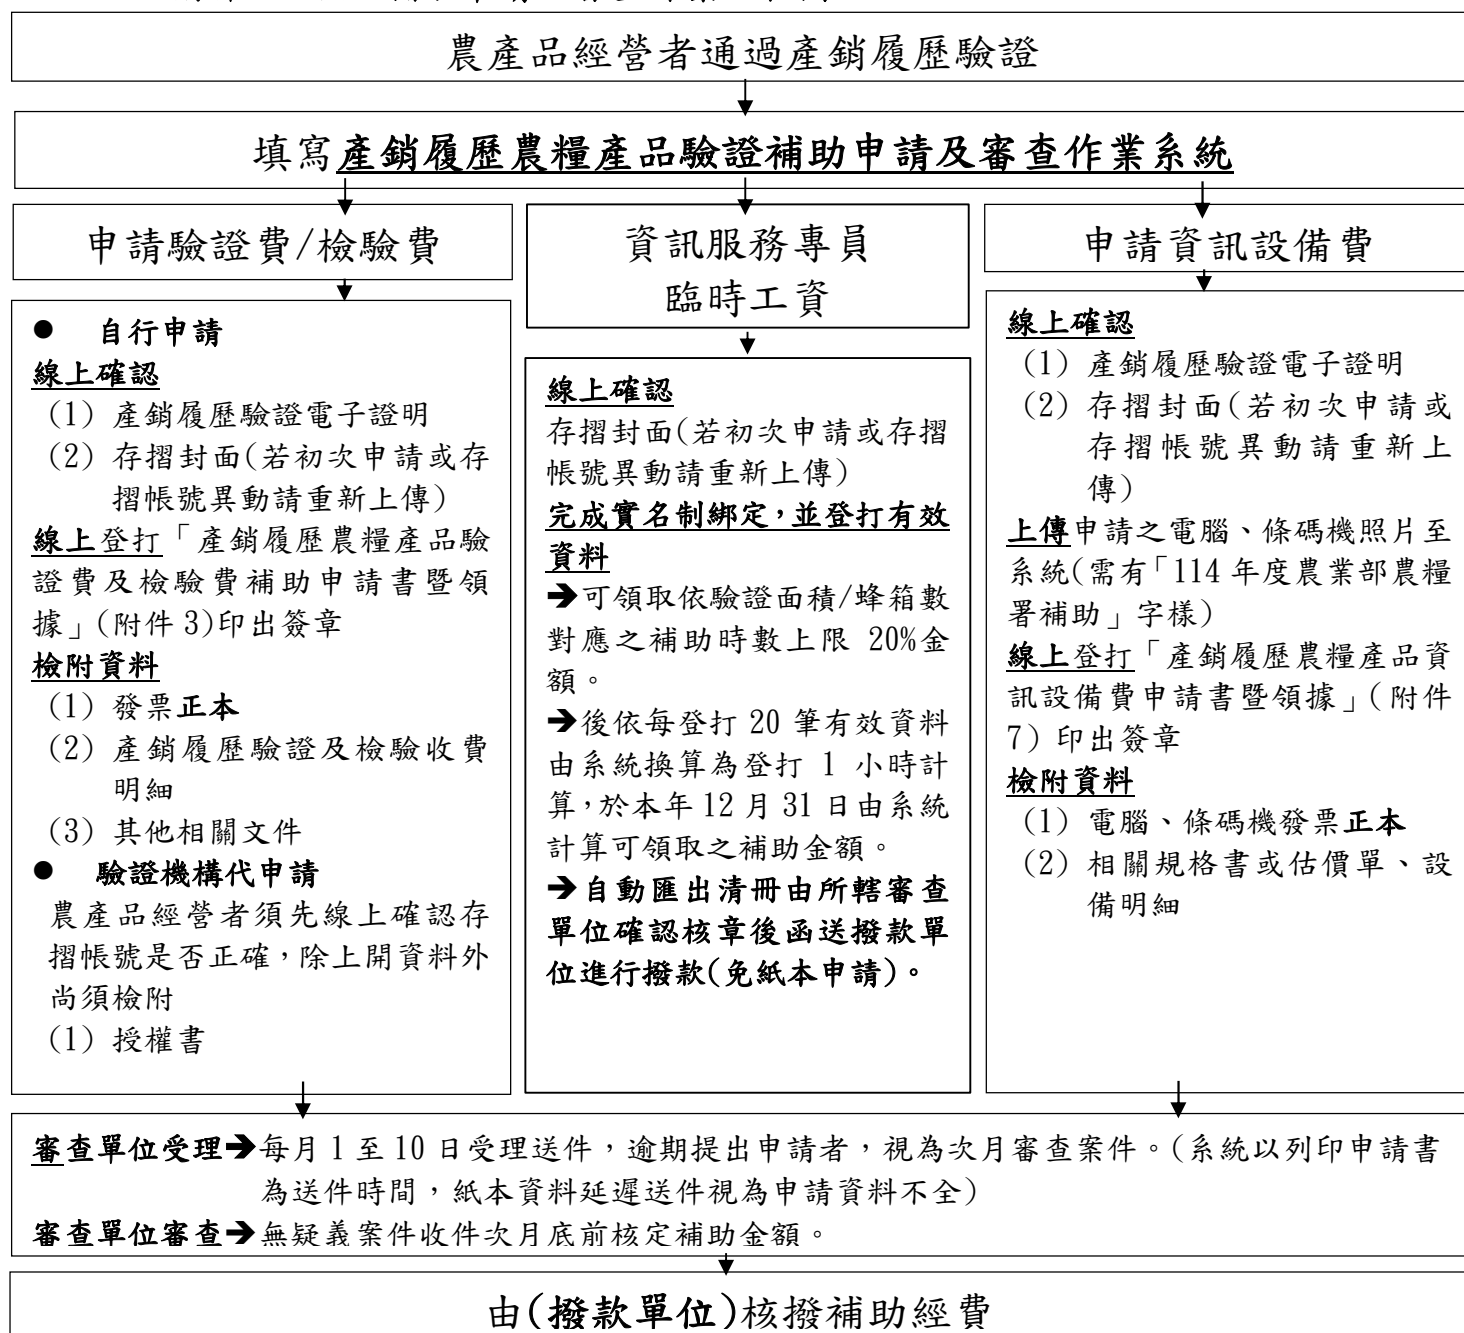 農產品經營者通過產銷履歷驗證
填寫產銷履歷農糧產品驗證補助申請及審查作業系統
申請驗證費/檢驗費
● 自行申請
線上確認
(1) 產銷履歷驗證電子證明
(2) 存摺封面(若初次申請或存
摺帳號異動請重新上傳)
線上登打「產銷履歷農糧產品驗
證費及檢驗費補助申請書暨領
據」(附件 3)印出簽章
檢附資料
(1) 發票正本
(2) 產銷履歷驗證及檢驗收費
明細
(3) 其他相關文件
● 驗證機構代申請
農產品經營者須先線上確認存
摺帳號是否正確，除上開資料外
尚須檢附
(1) 授權書
資訊服務專員
臨時工資
線上確認
存摺封面(若初次申請或存摺
帳號異動請重新上傳)
完成實名制綁定，並登打有效
資料
➔可領取依驗證面積/蜂箱數
對應之補助時數上限 20%金
額。
➔後依每登打 20 筆有效資料
由系統換算為登打 1 小時計
算，於本年 12 月 31 日由系統
計算可領取之補助金額。
➔自動匯出清冊由所轄審查
單位確認核章後函送撥款單
位進行撥款(免紙本申請)。
申請資訊設備費
線上確認
(1) 產銷履歷驗證電子證明
(2) 存摺封面(若初次申請或
存摺帳號異動請重新上
傳)
上傳申請之電腦、條碼機照片至
系統(需有「114 年度農業部農糧
署補助」字樣)
線上登打「產銷履歷農糧產品資
訊設備費申請書暨領據」(附件
7) 印出簽章
檢附資料
(1) 電腦、條碼機發票正本
(2) 相關規格書或估價單、設
備明細
審查單位受理➔每月 1 至 10 日受理送件，逾期提出申請者，視為次月審查案件。(系統以列印申請書
為送件時間，紙本資料延遲送件視為申請資料不全)
審查單位審查➔無疑義案件收件次月底前核定補助金額。
由(撥款單位)核撥補助經費